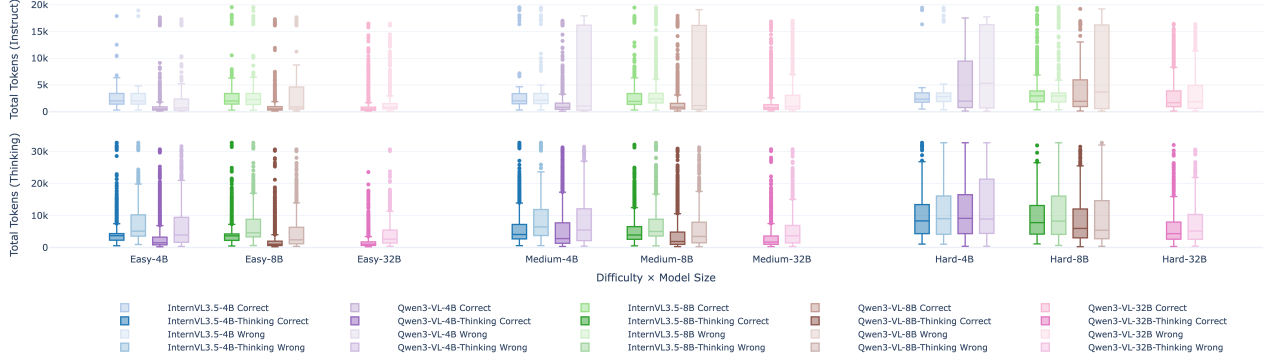 Total Tokens (Instruct)
20k
15k
10k
5k
0
Total Tokens (Thinking)
30k
20k
10k
0
Easy-4B Easy-8B Easy-32B Medium-4B Medium-8B Medium-32B Hard-4B Hard-8B Hard-32B
Difficulty × Model Size
InternVL3.5-4B Correct Qwen3-VL-4B Correct InternVL3.5-8B Correct Qwen3-VL-8B Correct Qwen3-VL-32B Correct
InternVL3.5-4B-Thinking Correct Qwen3-VL-4B-Thinking Correct InternVL3.5-8B-Thinking Correct Qwen3-VL-8B-Thinking Correct Qwen3-VL-32B-Thinking Correct
InternVL3.5-4B Wrong Qwen3-VL-4B Wrong InternVL3.5-8B Wrong Qwen3-VL-8B Wrong Qwen3-VL-32B Wrong
InternVL3.5-4B-Thinking Wrong Qwen3-VL-4B-Thinking Wrong InternVL3.5-8B-Thinking Wrong Qwen3-VL-8B-Thinking Wrong Qwen3-VL-32B-Thinking Wrong